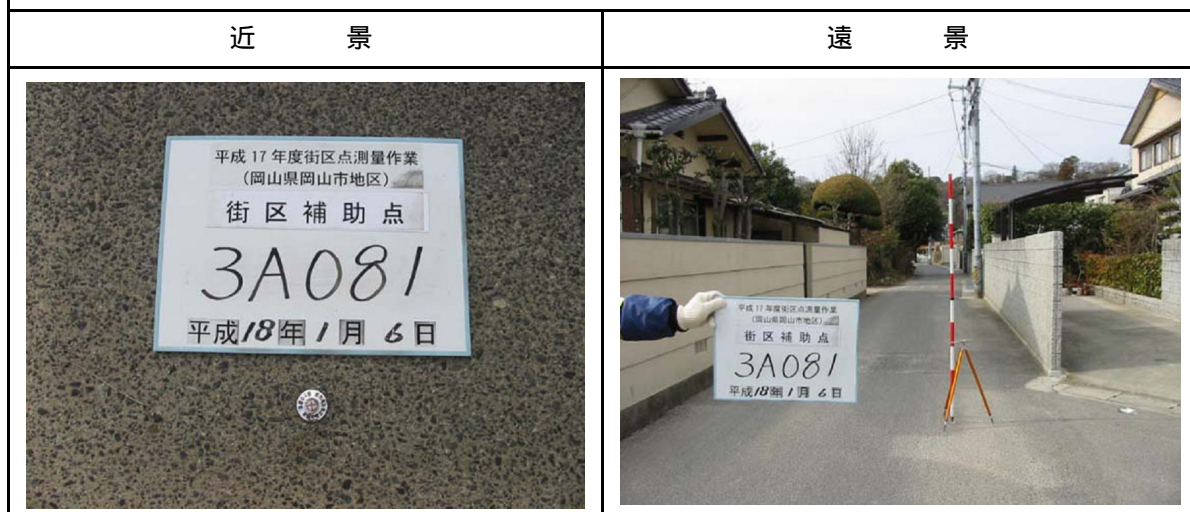 近 景
遠 景
平成17年度街区点測量作業
(岡山県岡山市地区)
街区補助点
3A081
平成18年1月6日
平成17年度街区点測量作業
(岡山県岡山市地区)
街区補助点
3A081
平成18年1月6日